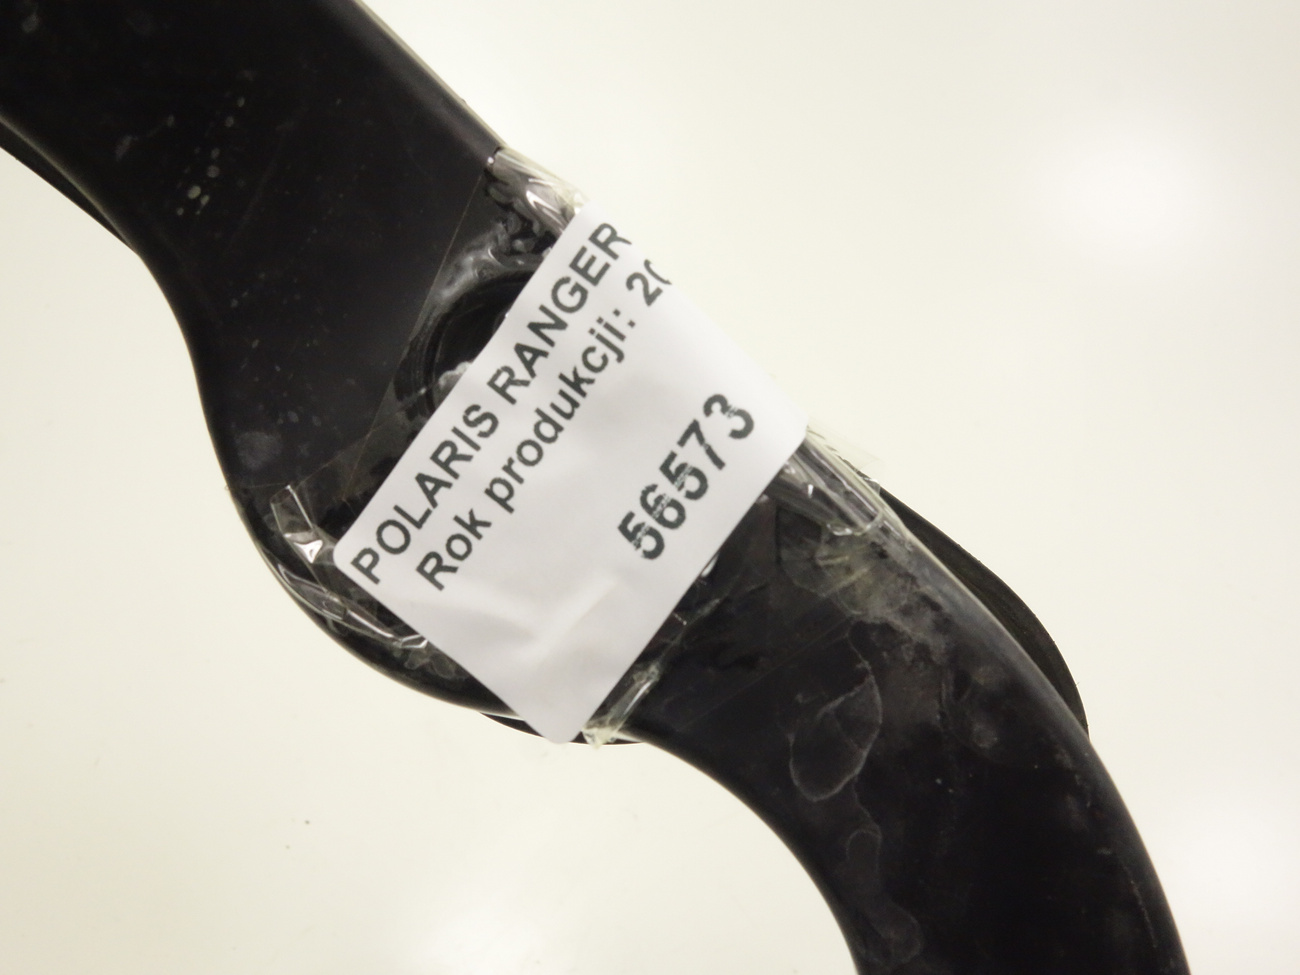 POLARIS RANGER
Rok produkcji: 20
56573